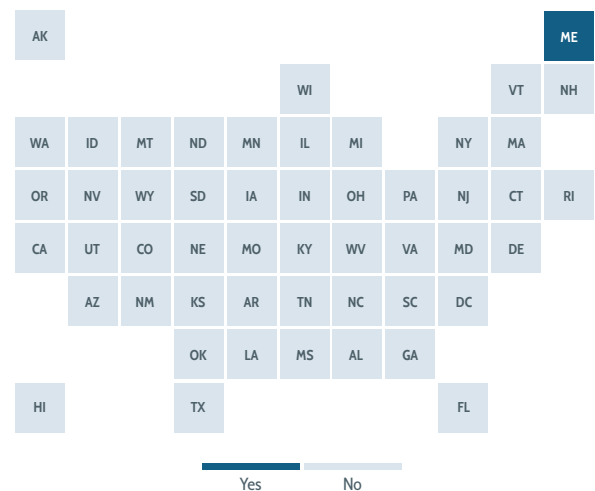 AK ME
WI VT NH
WA ID MT ND MN IL MI NY MA
OR NV WY SD IA IN OH PA NJ CT RI
CA UT CO NE MO KY WV VA MD DE
AZ NM KS AR TN NC SC DC
OK LA MS AL GA
HI TX FL
Yes No